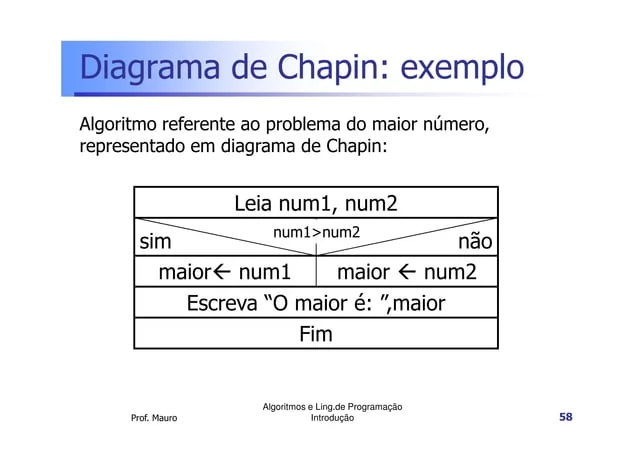 Diagrama de Chapin: exemplo
Algoritmo referente ao problema do maior número,
representado em diagrama de Chapin:
Leia num1, num2
num1>num2
sim não
maior← num1 maior ← num2
Escreva “O maior é: ”,maior
Fim
Algoritmos e Ling.de Programação
Prof. Mauro Introdução 58